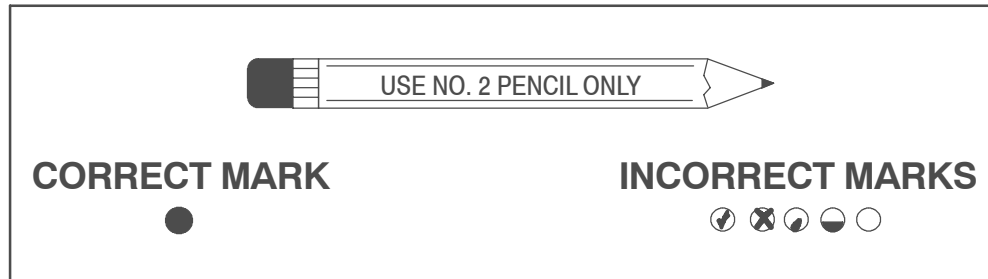 USE NO. 2 PENCIL ONLY
CORRECT MARK
INCORRECT MARKS